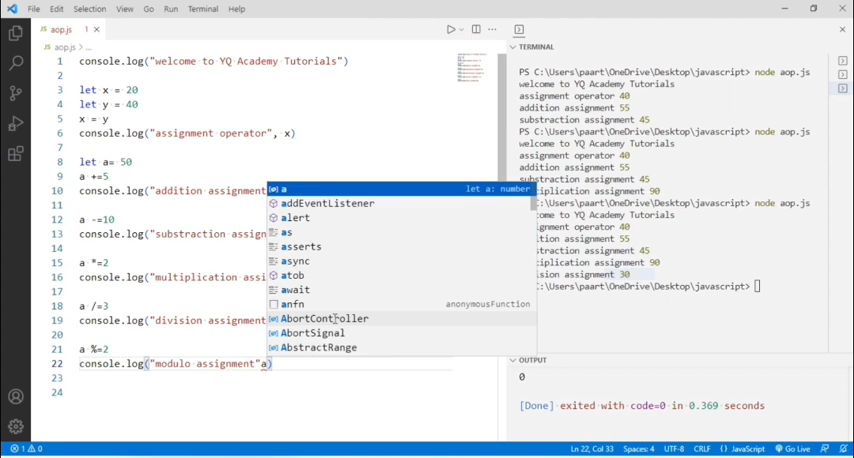 File Edit Selection View Go Run Terminal Help
JS aop.js 1
JS aop.js > ...
1 console.log("welcome to YQ Academy Tutorials")
2
3 let x = 20
4 let y = 40
5 x = y
6 console.log("assignment operator", x)
7
8 let a= 50
9 a +=5
10 console.log("addition assignment
11
12 a -=10
13 console.log("substraction assign
14
15 a *=2
16 console.log("multiplication assi
17
18 a /=3
19 console.log("division assignment
20
21 a %=2
22 console.log("modulo assignment"a)
23
24
a let a: number
addEventListener
alert
as
asserts
async
atob
await
anfn anonymousFunction
AbortController
AbortSignal
AbstractRange
TERMINAL
PS C:\Users\paart\OneDrive\Desktop\javascript> node aop.js
welcome to YQ Academy Tutorials
assignment operator 40
addition assignment 55
substraction assignment 45
PS C:\Users\paart\OneDrive\Desktop\javascript> node aop.js
welcome to YQ Academy Tutorials
assignment operator 40
addition assignment 55
substraction assignment 45
iplication assignment 90
:\Users\paart\OneDrive\Desktop\javascript> node aop.js
ome to YQ Academy Tutorials
gnment operator 40
tion assignment 55
traction assignment 45
iplication assignment 90
sion assignment 30
:\Users\paart\OneDrive\Desktop\javascript>
OUTPUT
0
[Done] exited with code=0 in 0.369 seconds
1 0 Ln 22, Col 33 Spaces: 4 UTF-8 CRLF {} JavaScript Go Live